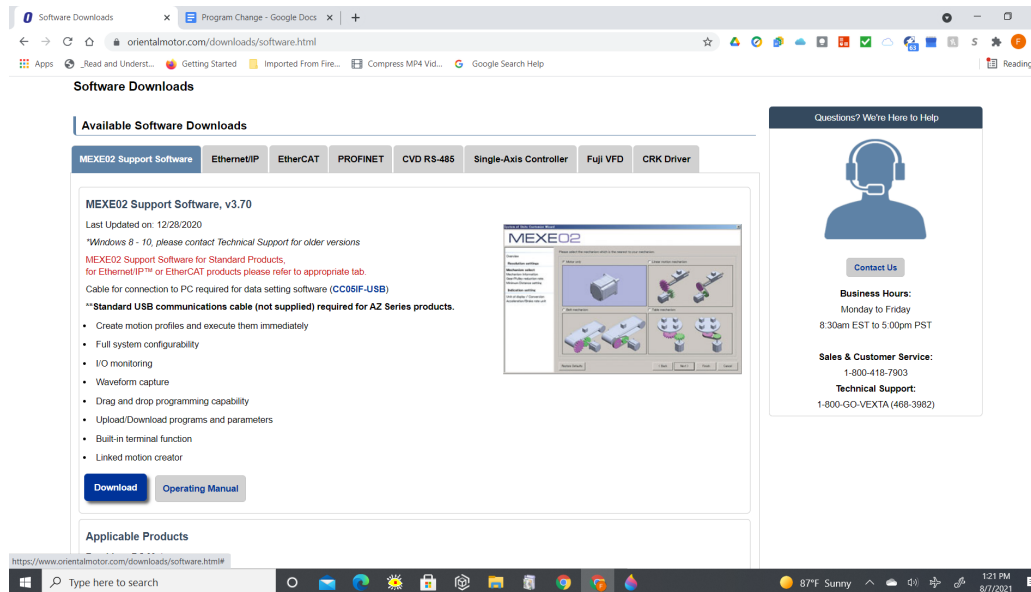 Software Downloads
Program Change - Google Docs
orientalmotor.com/downloads/software.html
Apps
_Read and Underst...
Getting Started
Imported From Fire...
Compress MP4 Vid...
Google Search Help
Reading
Software Downloads
Available Software Downloads
MEXE02 Support Software
Ethernet/IP
EtherCAT
PROFINET
CVD RS-485
Single-Axis Controller
Fuji VFD
CRK Driver
MEXE02 Support Software, v3.70
Last Updated on: 12/28/2020
*Windows 8 - 10, please contact Technical Support for older versions
MEXE02 Support Software for Standard Products,
for Ethernet/IP™ or EtherCAT products please refer to appropriate tab.
Cable for connection to PC required for data setting software (CC05IF-USB)
**Standard USB communications cable (not supplied) required for AZ Series products.
• Create motion profiles and execute them immediately
• Full system configurability
• I/O monitoring
• Waveform capture
• Drag and drop programming capability
• Upload/Download programs and parameters
• Built-in terminal function
• Linked motion creator
Download
Operating Manual
MEXE02
Applicable Products
Questions? We're Here to Help
Contact Us
Business Hours:
Monday to Friday
8:30am EST to 5:00pm PST
Sales & Customer Service:
1-800-418-7903
Technical Support:
1-800-GO-VEXTA (468-3982)
https://www.orientalmotor.com/downloads/software.html#
Type here to search
87°F Sunny
1:21 PM
8/7/2021